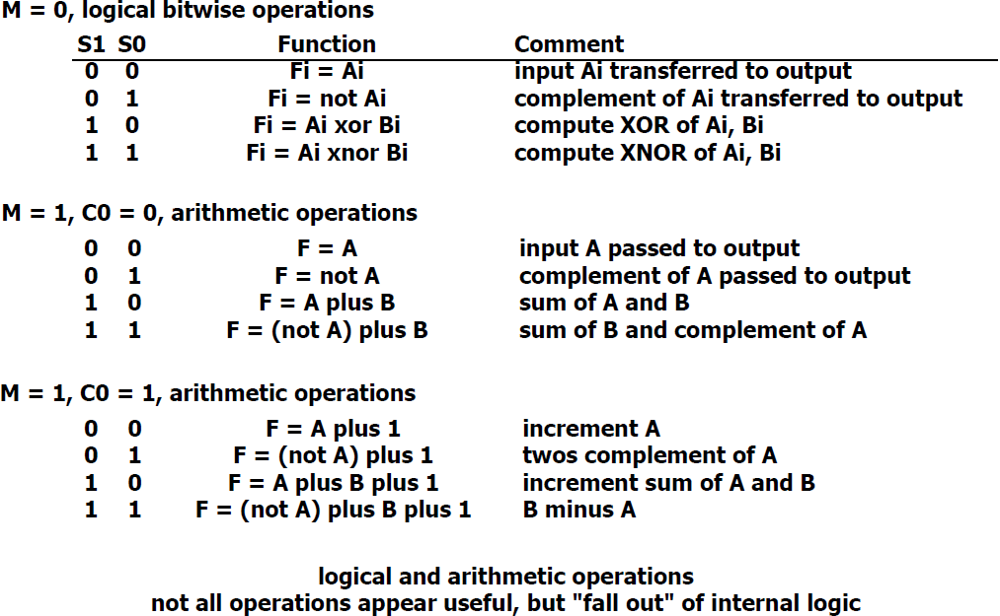 M = 0, logical bitwise operations
S1 S0 Function Comment
0 0 Fi = Ai input Ai transferred to output
0 1 Fi = not Ai complement of Ai transferred to output
1 0 Fi = Ai xor Bi compute XOR of Ai, Bi
1 1 Fi = Ai xnor Bi compute XNOR of Ai, Bi
M = 1, C0 = 0, arithmetic operations
0 0 F = A input A passed to output
0 1 F = not A complement of A passed to output
1 0 F = A plus B sum of A and B
1 1 F = (not A) plus B sum of B and complement of A
M = 1, C0 = 1, arithmetic operations
0 0 F = A plus 1 increment A
0 1 F = (not A) plus 1 twos complement of A
1 0 F = A plus B plus 1 increment sum of A and B
1 1 F = (not A) plus B plus 1 B minus A
logical and arithmetic operations
not all operations appear useful, but "fall out" of internal logic